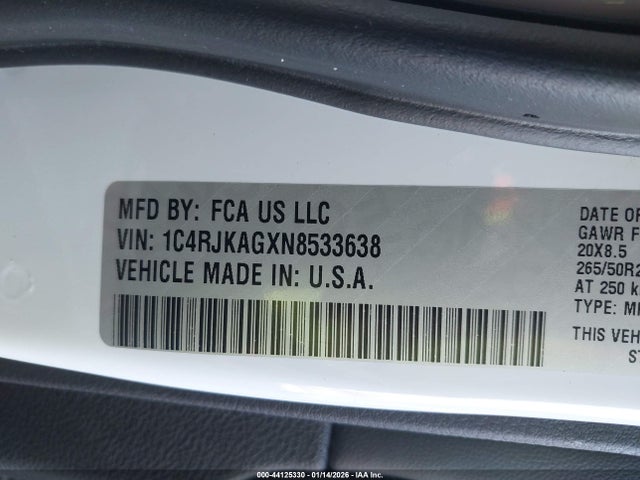 MFD BY: FCA US LLC
VIN: 1C4RJKAGXN8533638
VEHICLE MADE IN: U.S.A.
DATE OF
GAWR F
20X8.5
265/50R2
AT 250 k
TYPE: M
THIS VEH
ST
000-44125330 - 01/14/2026 - IAA Inc.